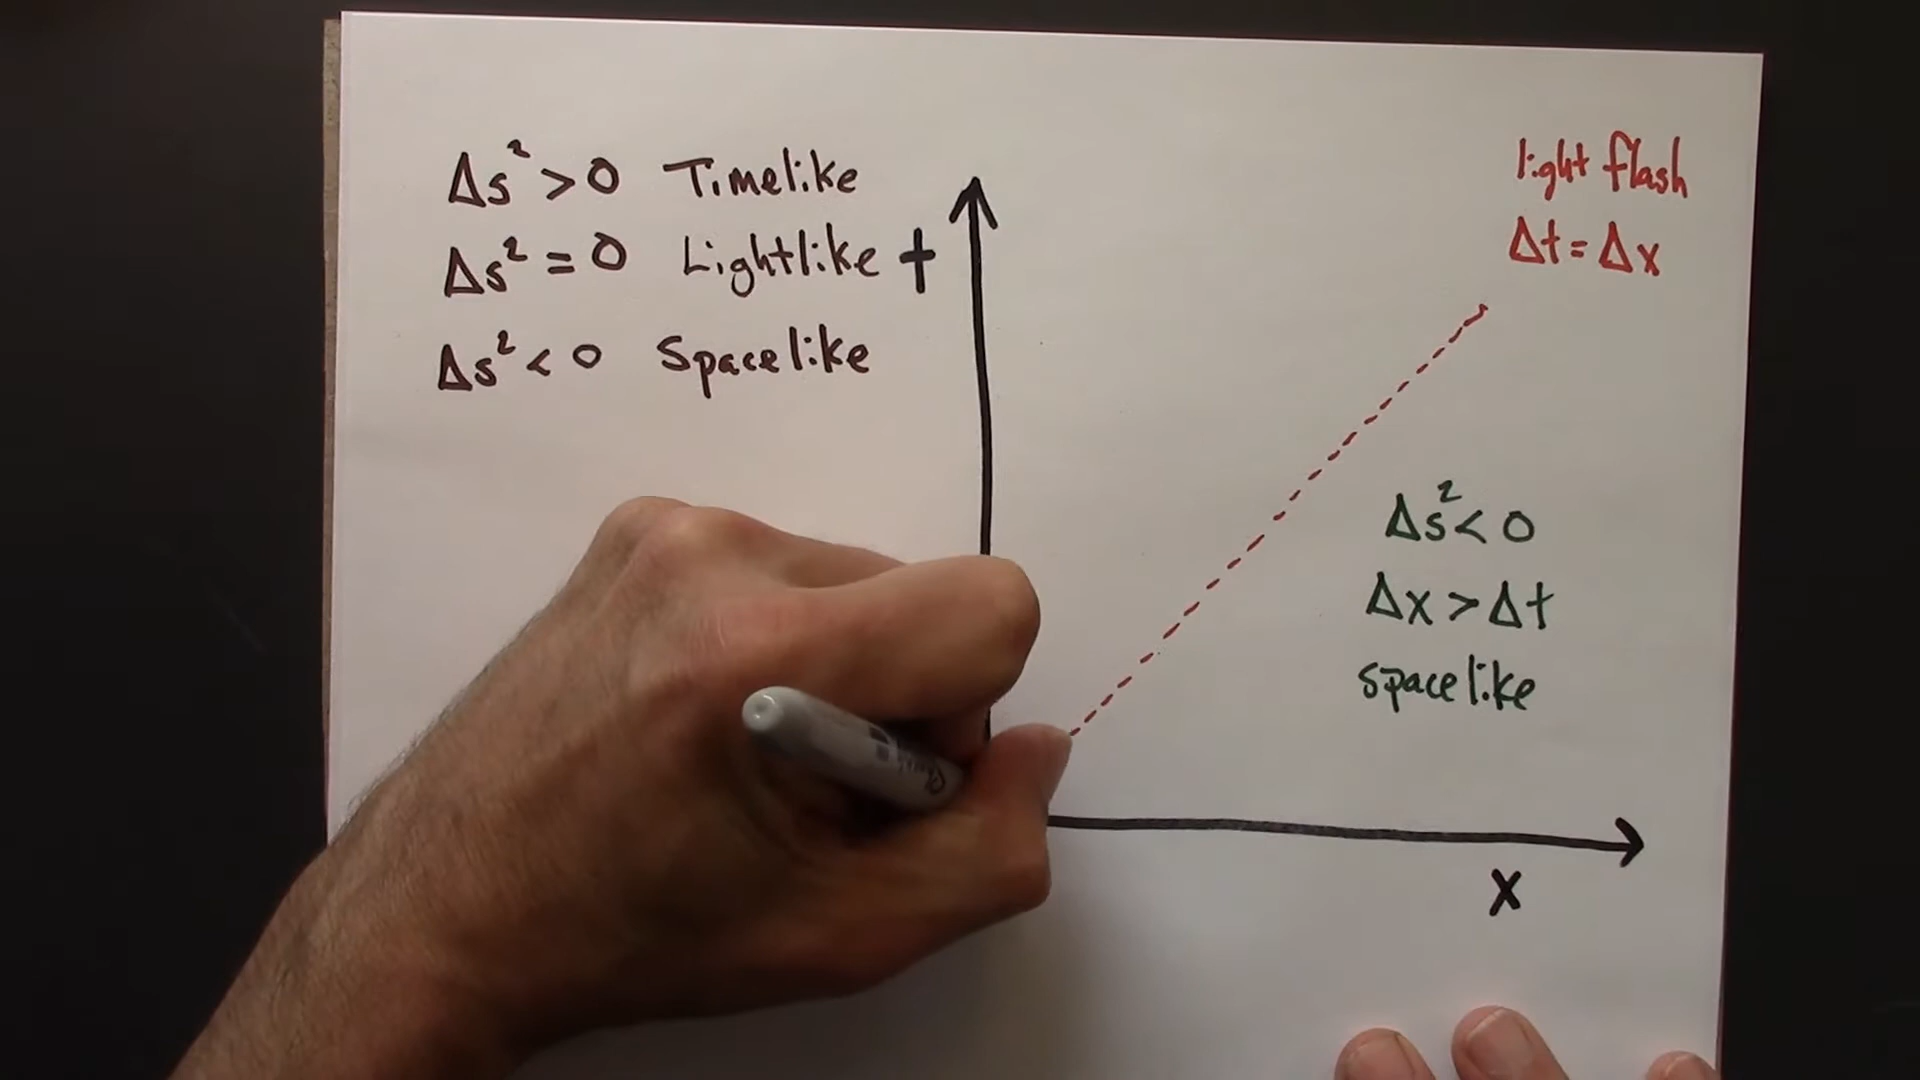 Δs² > 0 Timelike
Δs² = 0 Lightlike
Δs² < 0 Spacelike
t
light flash
Δt = Δx
Δs² < 0
Δx > Δt
spacelike
x